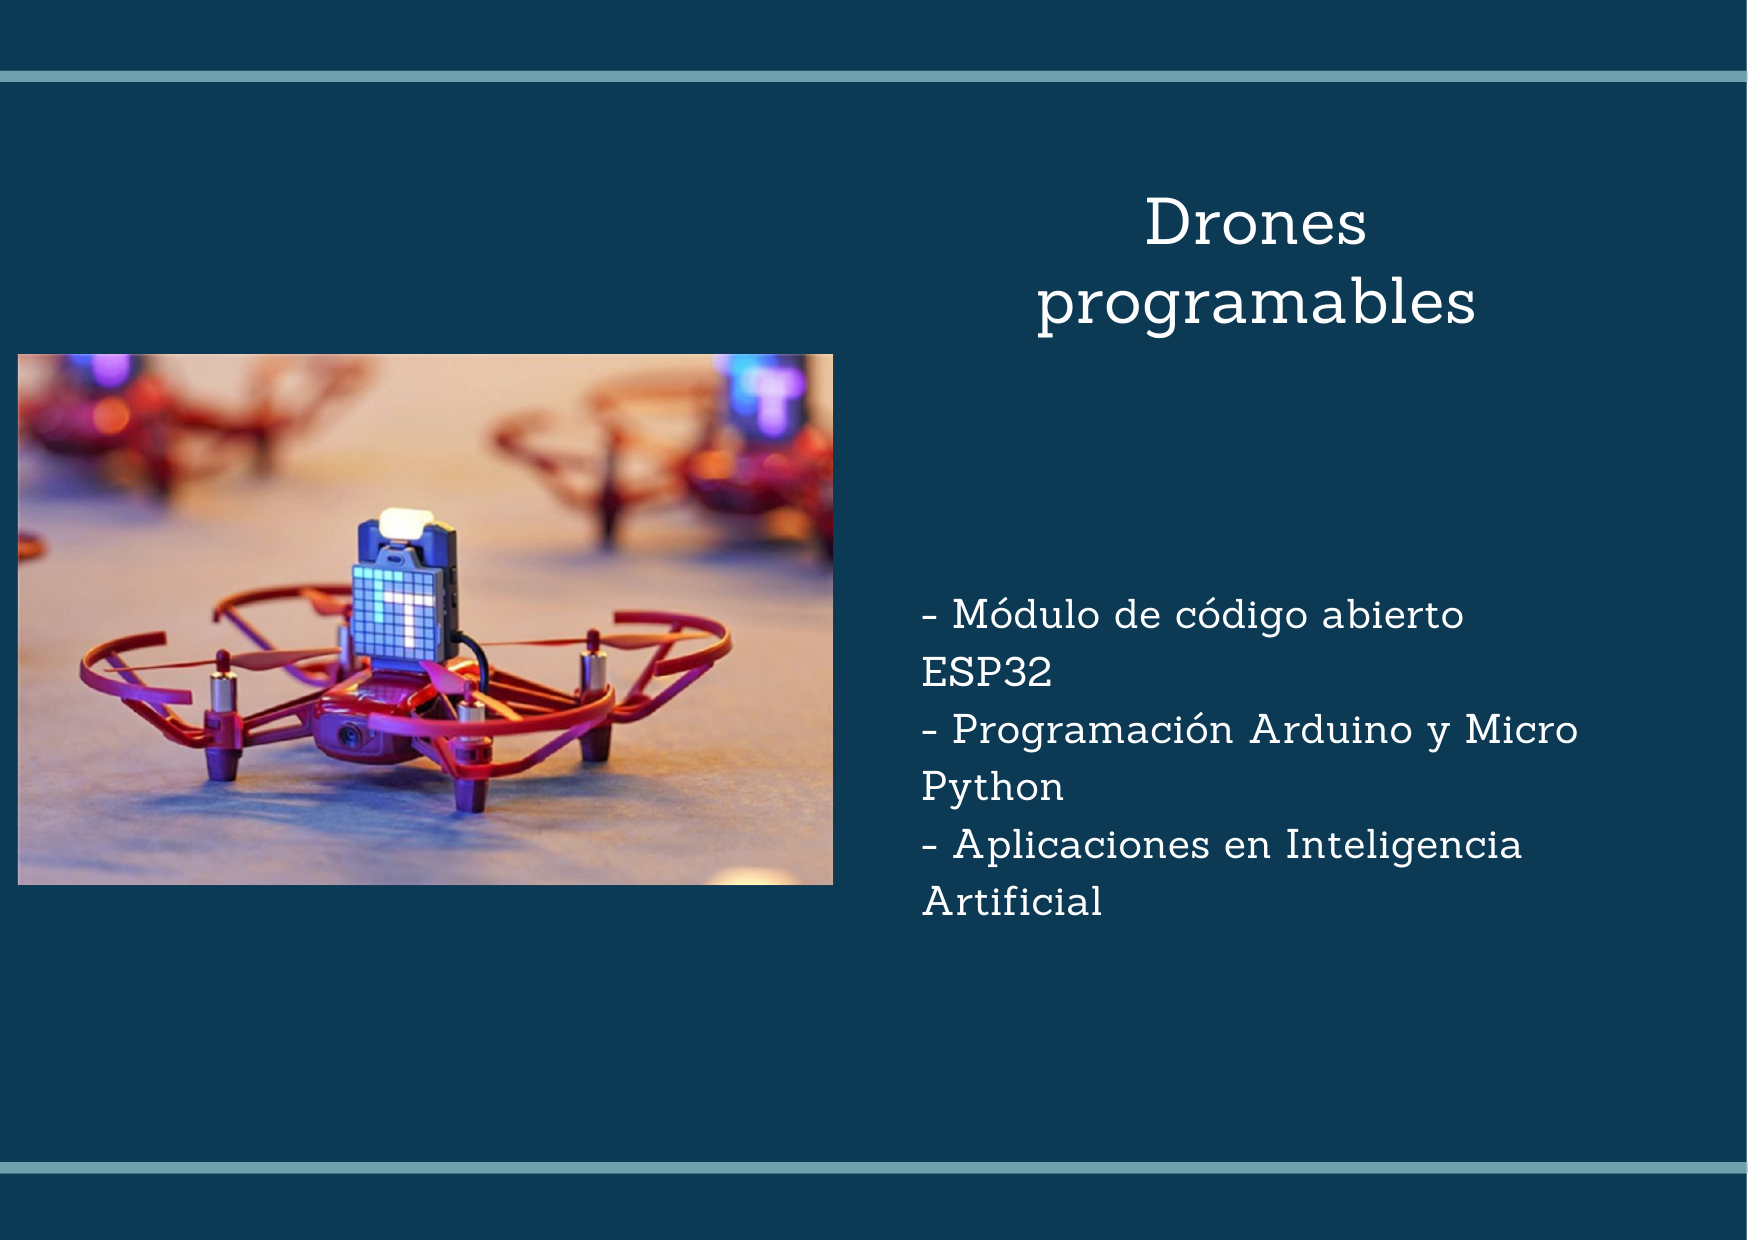 Drones
programables
- Módulo de código abierto
ESP32
- Programación Arduino y Micro
Python
- Aplicaciones en Inteligencia
Artificial